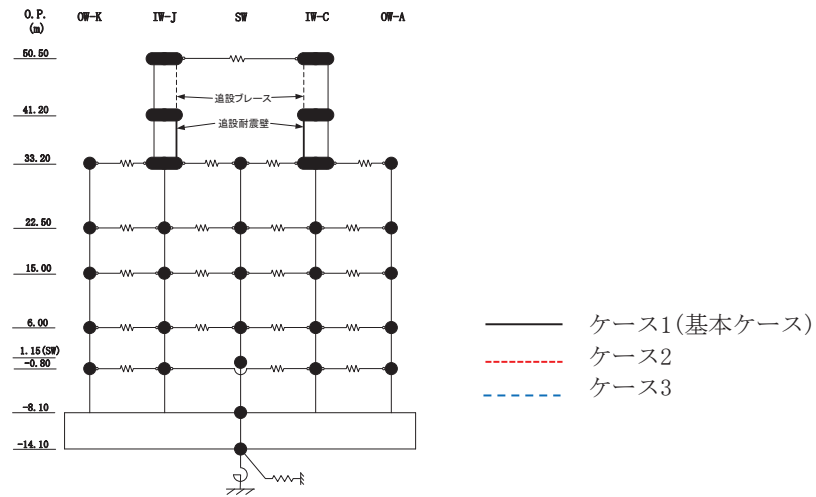 O.P. OW-K IW-J SW IW-C OW-A
(m)
50.50
追設ブレース
41.20
追設耐震壁
33.20
22.50
15.00
6.00
1.15(SW)
-0.80
-8.10
-14.10
ケース1(基本ケース)
ケース2
ケース3